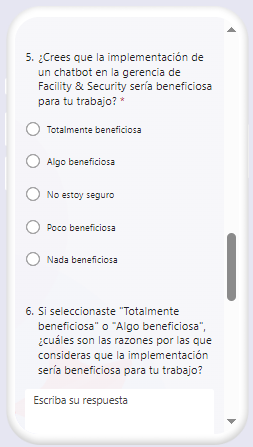 5. ¿Crees que la implementación de
un chatbot en la gerencia de
Facility & Security sería beneficiosa
para tu trabajo? *
Totalmente beneficiosa
Algo beneficiosa
No estoy seguro
Poco beneficiosa
Nada beneficiosa
6. Si seleccionaste "Totalmente
beneficiosa" o "Algo beneficiosa",
¿cuáles son las razones por las que
consideras que la implementación
sería beneficiosa para tu trabajo?
Escriba su respuesta